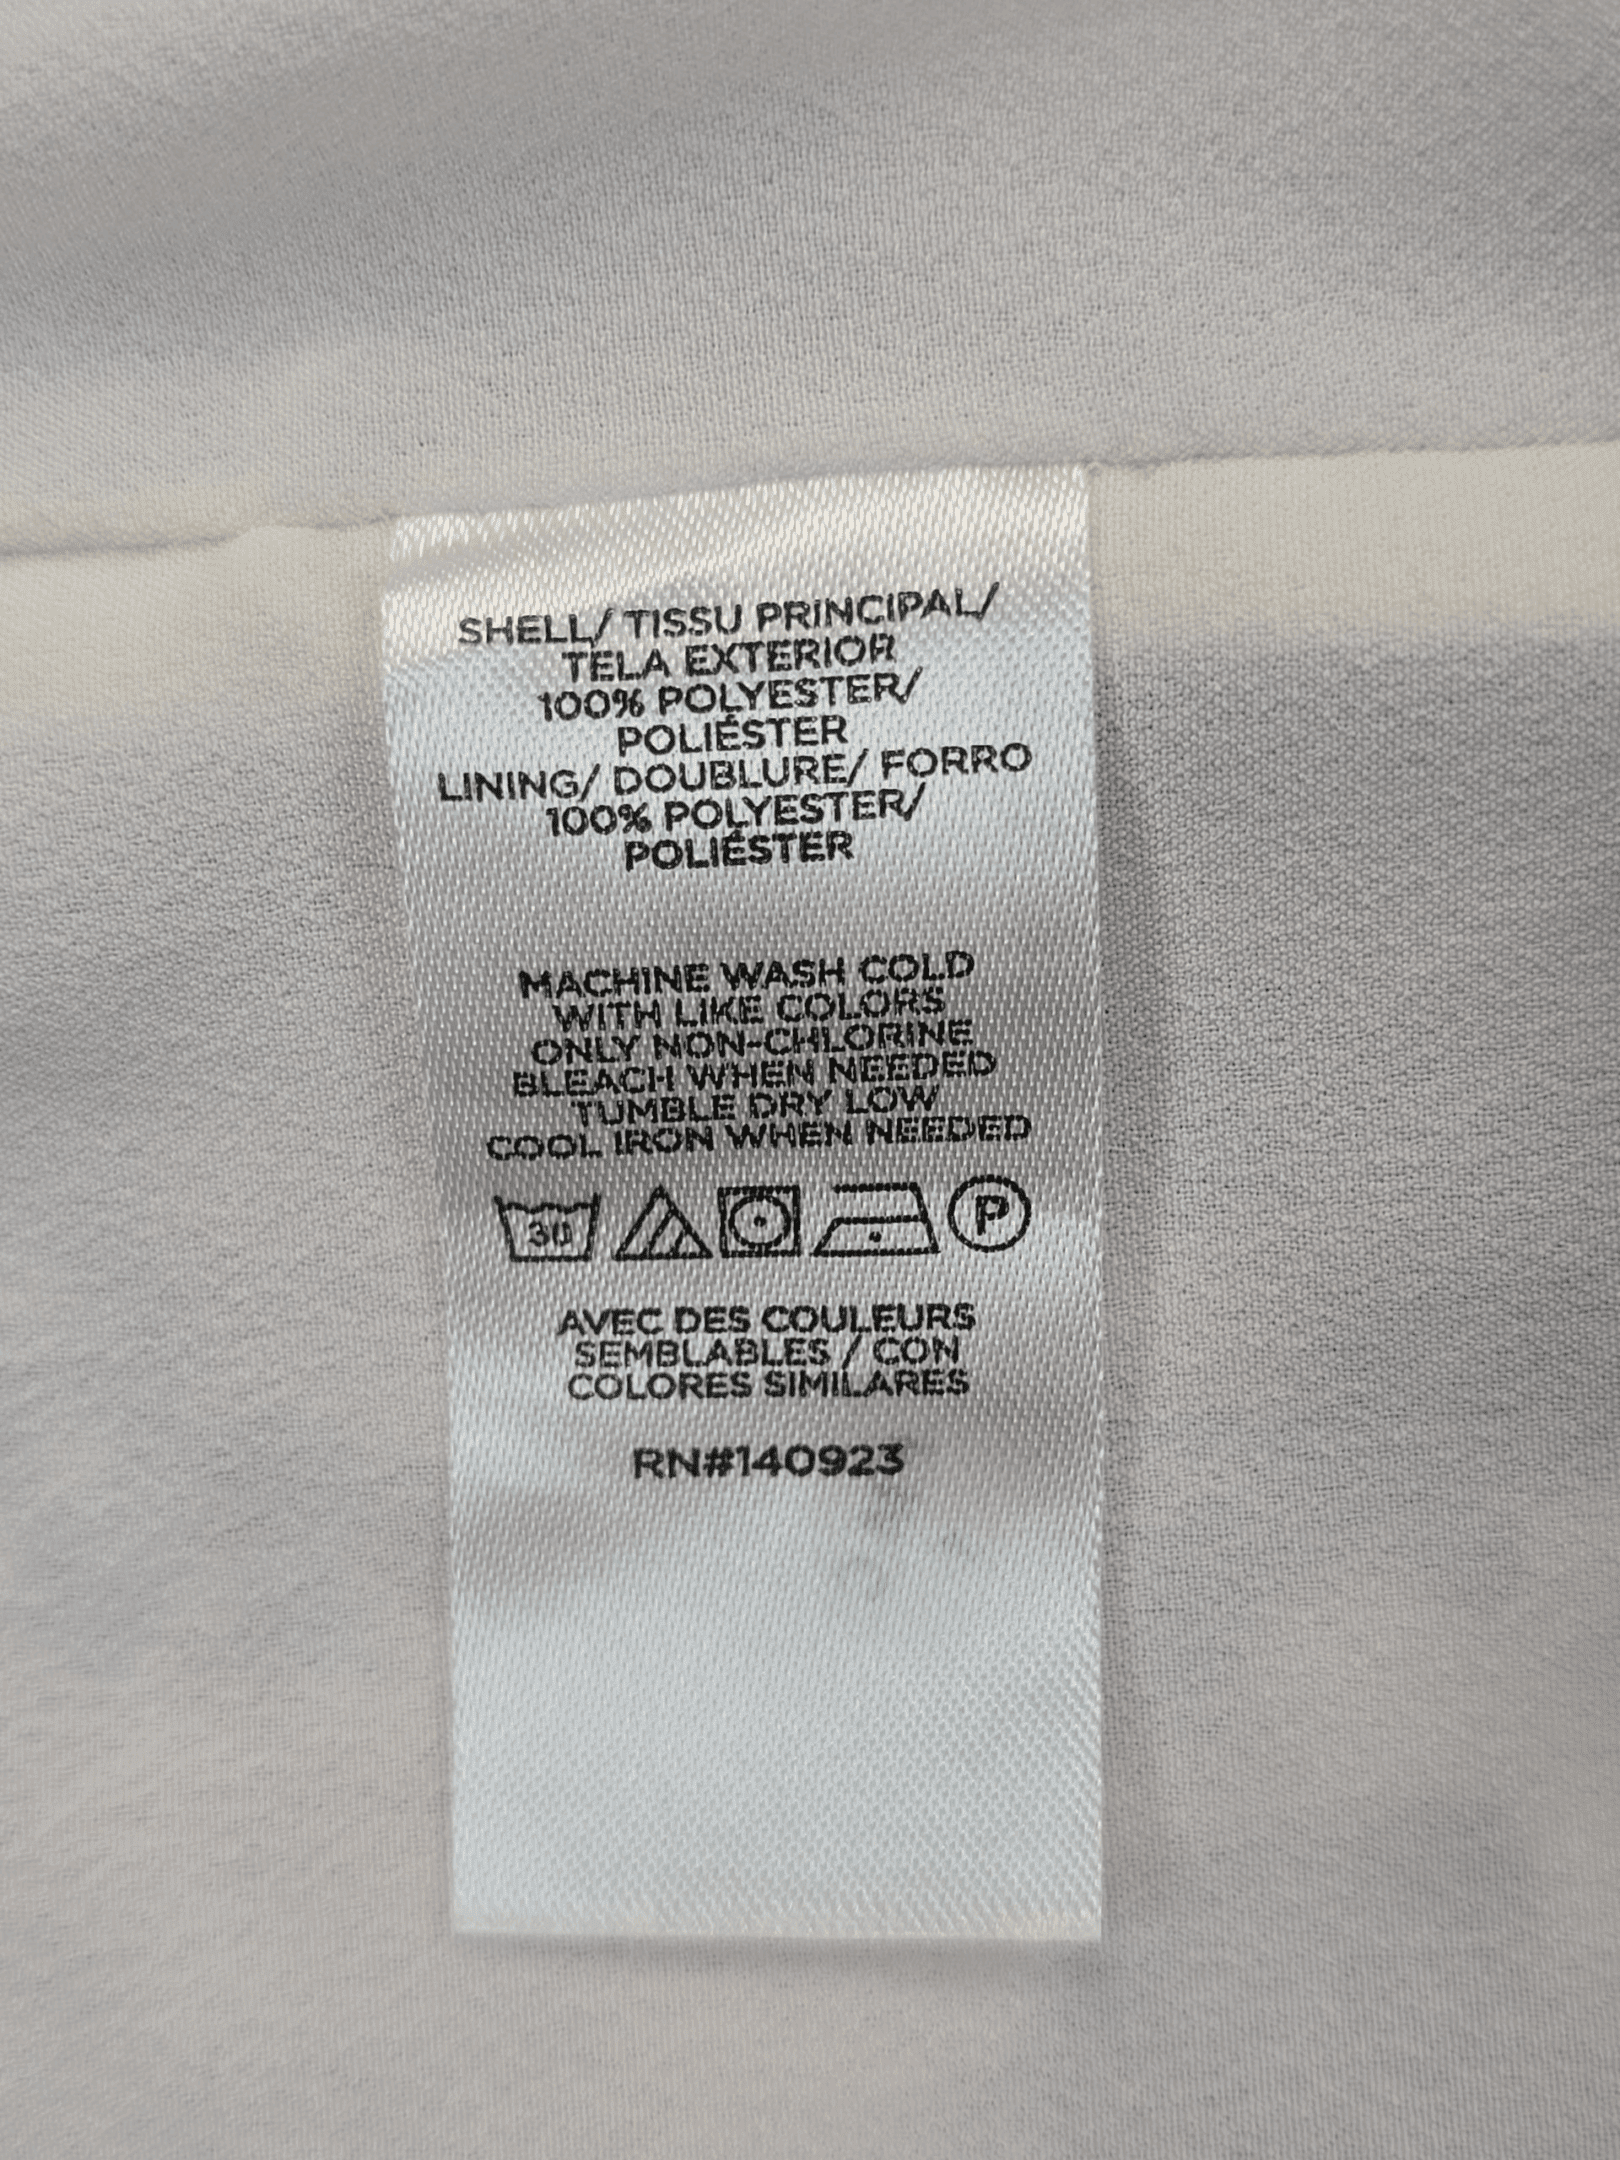 SHELL/ TISSU PRINCIPAL/
TELA EXTERIOR
100% POLYESTER/
POLIÉSTER
LINING/ DOUBLURE/ FORRO
100% POLYESTER/
POLIÉSTER
MACHINE WASH COLD
WITH LIKE COLORS
ONLY NON-CHLORINE
BLEACH WHEN NEEDED
TUMBLE DRY LOW
COOL IRON WHEN NEEDED
30 P
AVEC DES COULEURS
SEMBLABLES / CON
COLORES SIMILARES
RN#140923